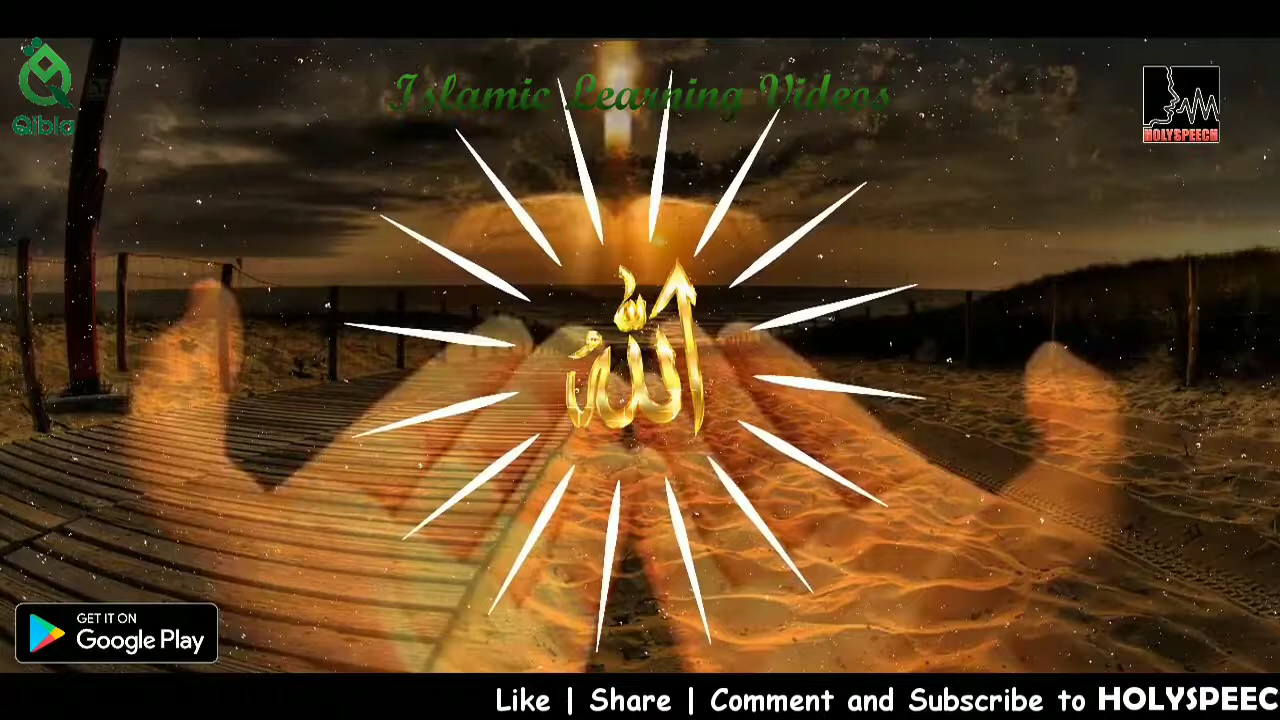 Islamic Learning Videos
Qibla
HOLYSPEECH
الله
GET IT ON
Google Play
Like | Share | Comment and Subscribe to HOLYSPEEC